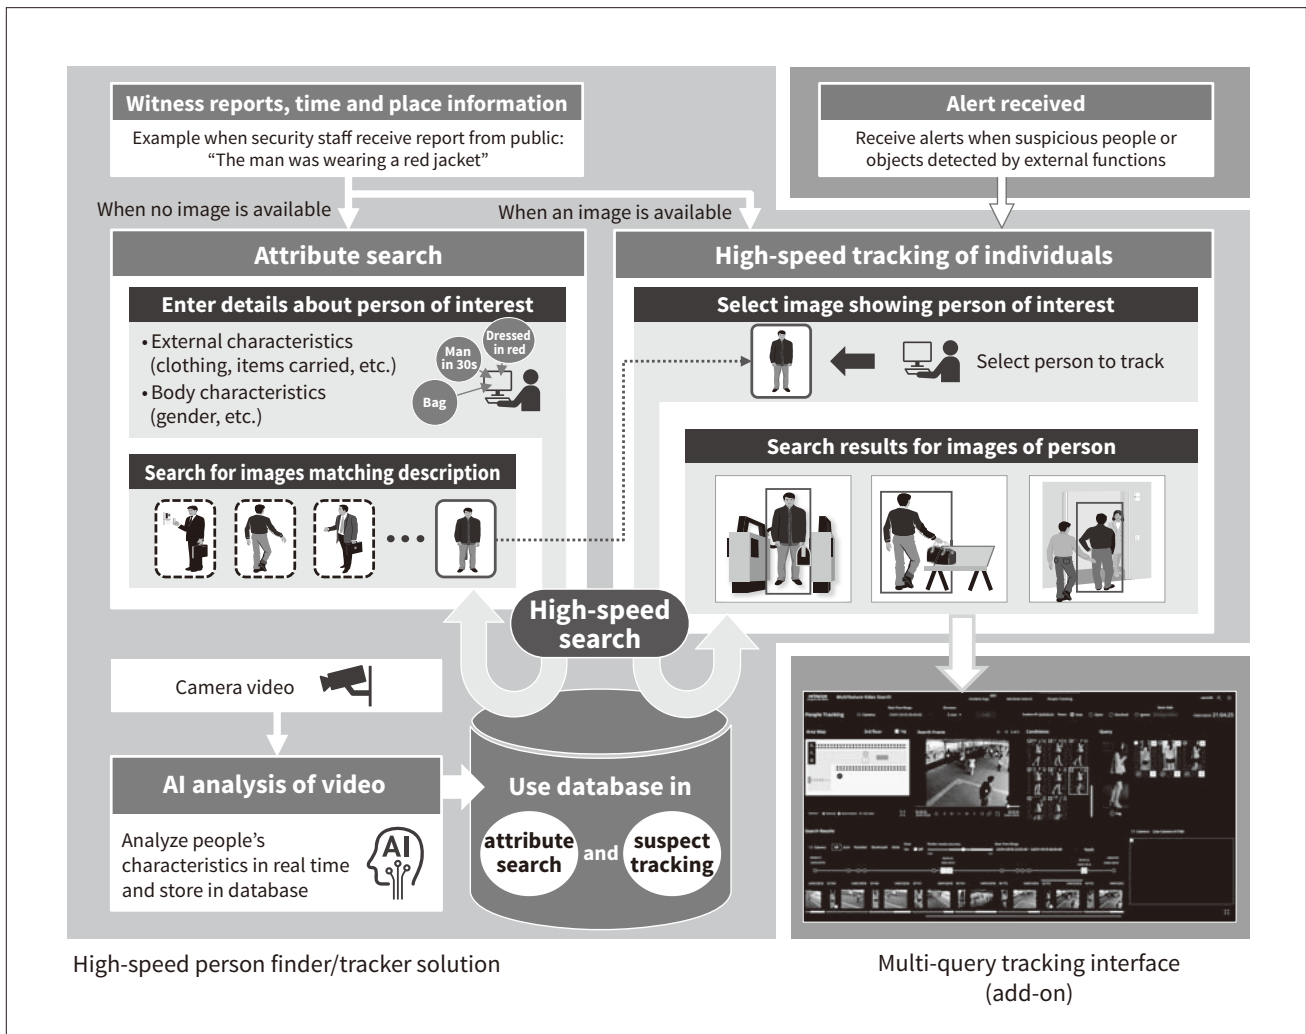 Witness reports, time and place information
Example when security staff receive report from public:
“The man was wearing a red jacket”
Alert received
Receive alerts when suspicious people or
objects detected by external functions
When no image is available
When an image is available
Attribute search
Enter details about person of interest
• External characteristics
(clothing, items carried, etc.)
• Body characteristics
(gender, etc.)
Dressed
in red
Man
in 30s
Bag
Search for images matching description
High-speed tracking of individuals
Select image showing person of interest
Select person to track
Search results for images of person
High-speed
search
Camera video
AI analysis of video
Analyze people’s
characteristics in real time
and store in database
AI
Use database in
attribute
search
and
suspect
tracking
People Tracking
Area Map
Search Frame
Candidates
Query
Search Results
High-speed person finder/tracker solution
Multi-query tracking interface
(add-on)